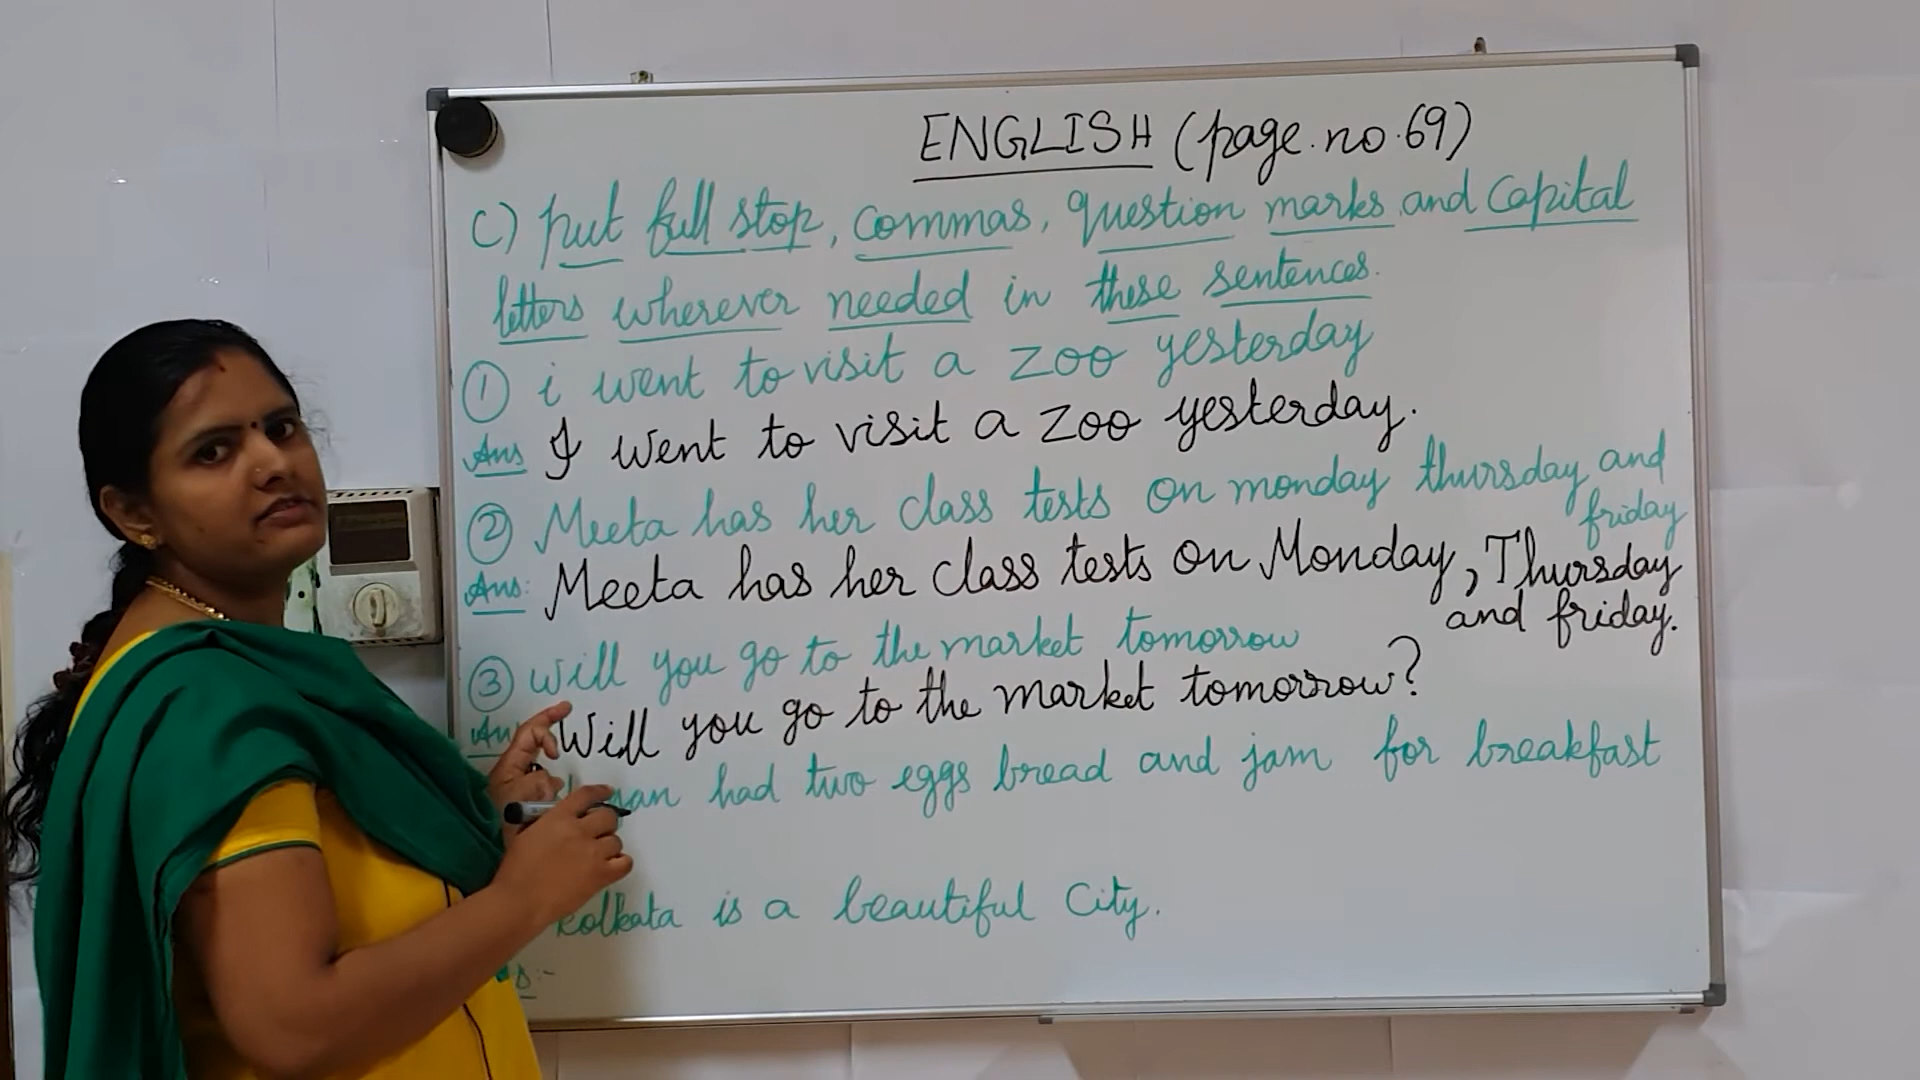 ENGLISH (page.no.69)
C) put full stop, commas, question marks and Capital
letters wherever needed in these sentences.
① i went to visit a zoo yesterday
Ans I went to visit a zoo yesterday.
② Meeta has her class tests on monday thursday and
friday
Ans: Meeta has her class tests on Monday, Thursday
and friday.
③ will you go to the market tomorrow
Will you go to the market tomorrow?
had two eggs bread and jam for breakfast
kolkata is a beautiful City.